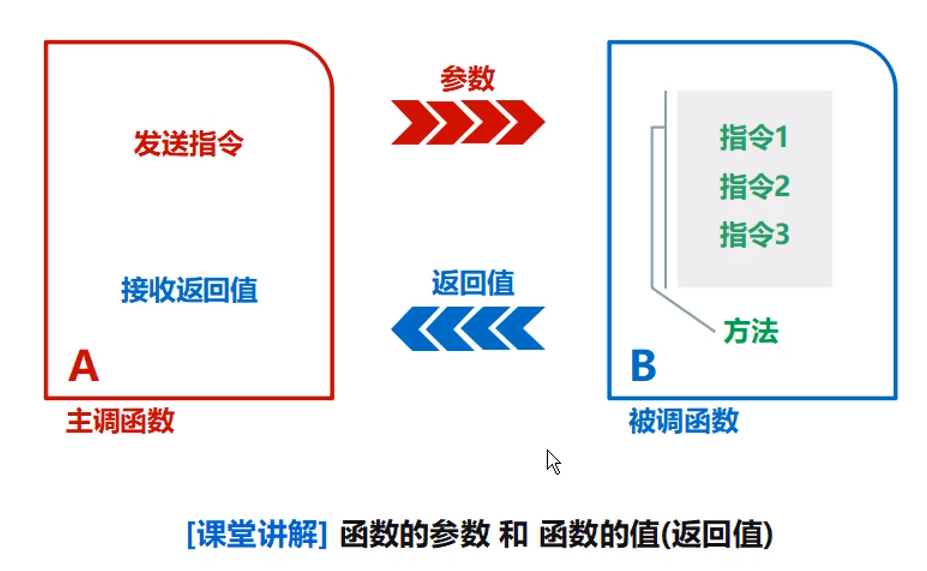 参数
发送指令
指令1
指令2
指令3
接收返回值
返回值
方法
A
B
主调函数
被调函数
[课堂讲解] 函数的参数 和 函数的值(返回值)